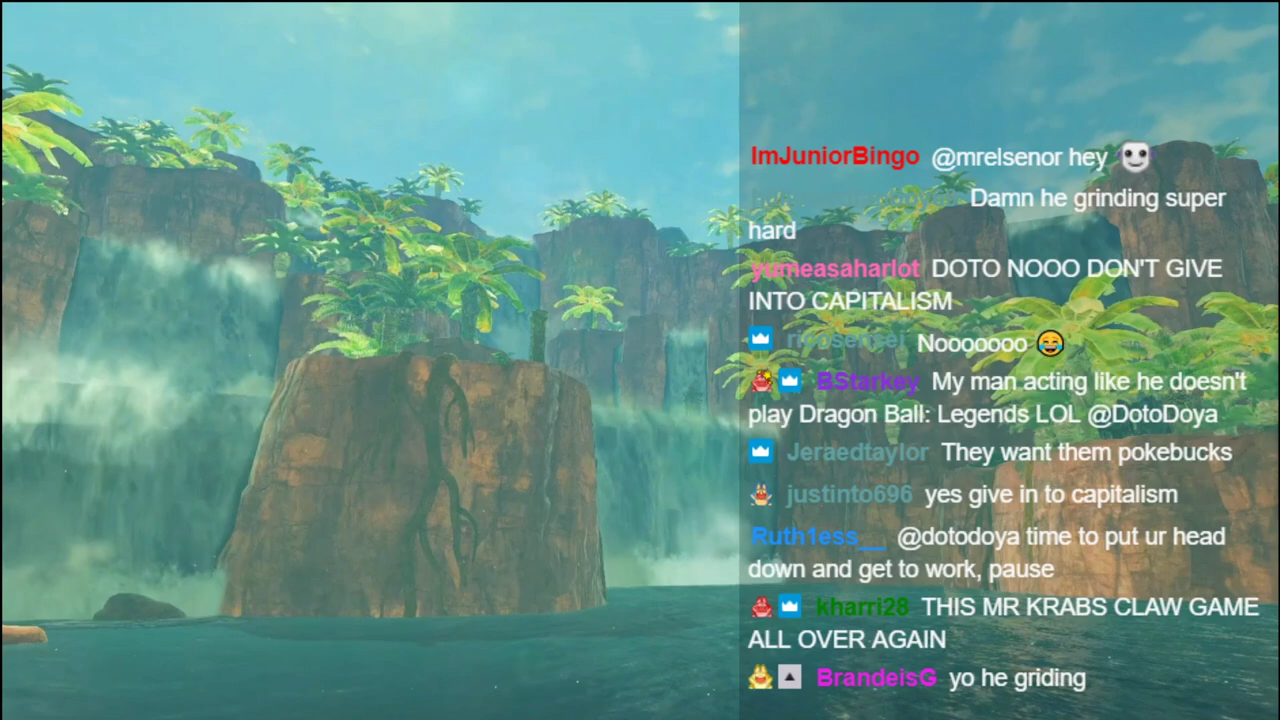 ImJuniorBingo @mrelsenor hey
Damn he grinding super
hard
yumeasaharlot DOTO NOOO DON'T GIVE
INTO CAPITALISM
Nooooooo 😂
BStarkey My man acting like he doesn't
play Dragon Ball: Legends LOL @DotoDoya
Jeraedtaylor They want them pokebucks
justinto696 yes give in to capitalism
Ruth1ess__ @dotodoya time to put ur head
down and get to work, pause
kharri28 THIS MR KRABS CLAW GAME
ALL OVER AGAIN
BrandeisG yo he griding